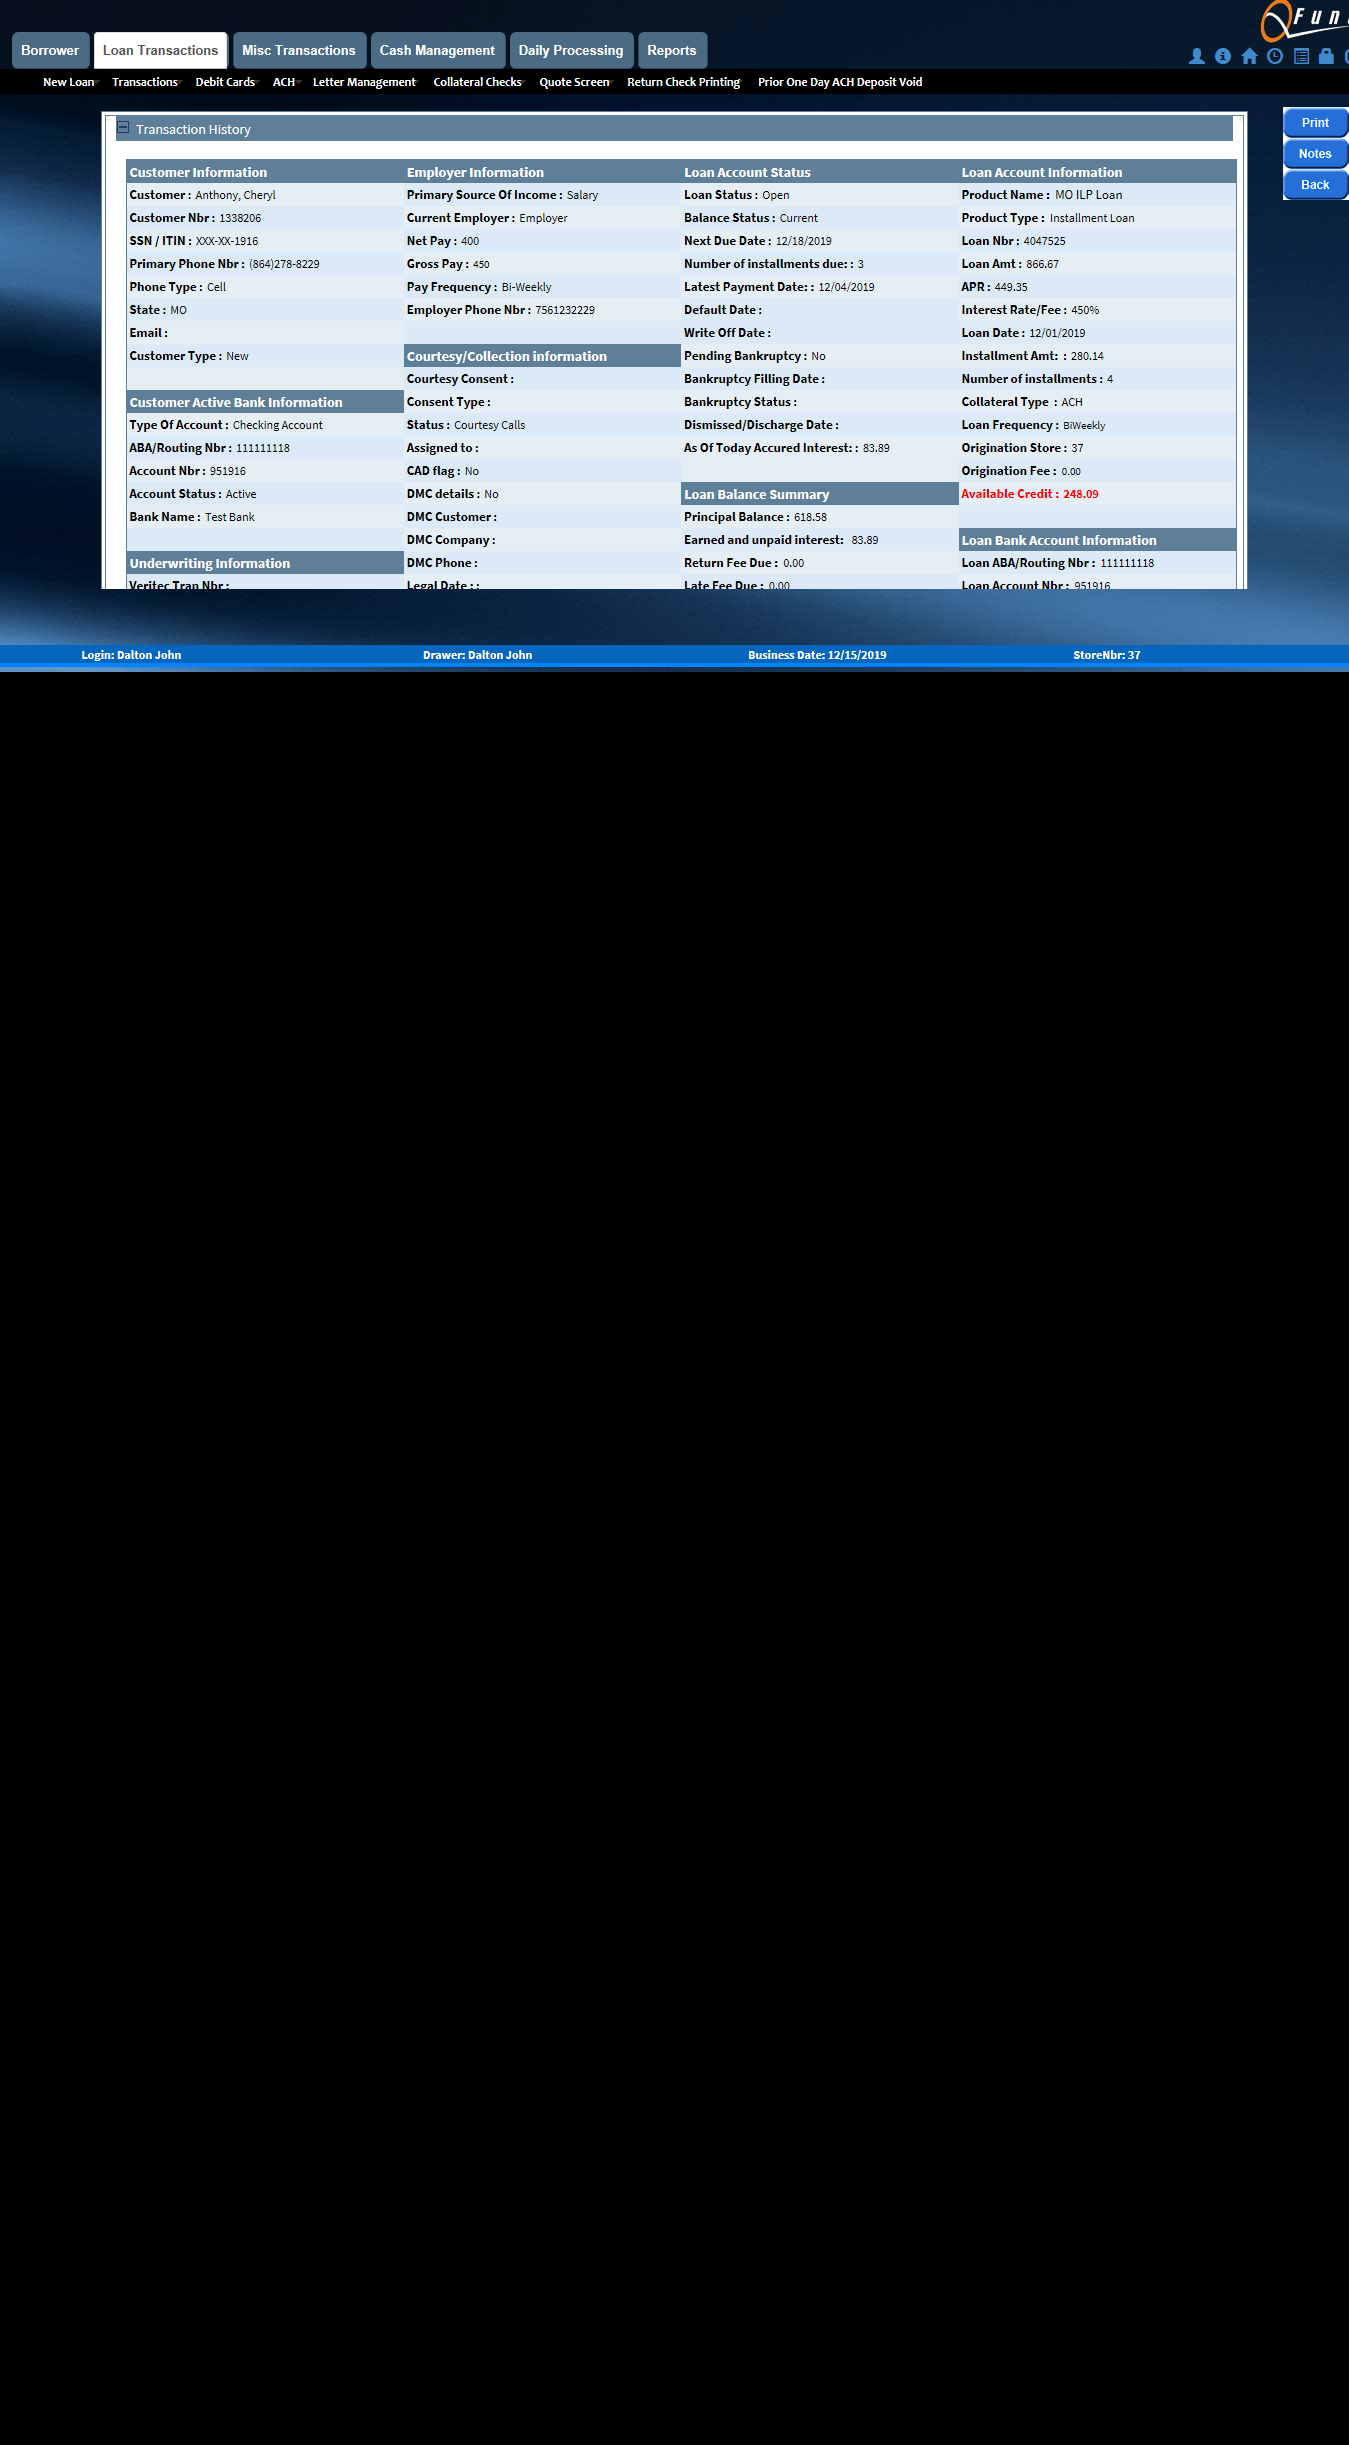 Fun
Borrower
Loan Transactions
Misc Transactions
Cash Management
Daily Processing
Reports
New Loan
Transactions
Debit Cards
ACH
Letter Management
Collateral Checks
Quote Screen
Return Check Printing
Prior One Day ACH Deposit Void
Print
Notes
Back
Transaction History
Customer Information
Customer : Anthony, Cheryl
Customer Nbr : 1338206
SSN / ITIN : XXX-XX-1916
Primary Phone Nbr : (864)278-8229
Phone Type : Cell
State : MO
Email :
Customer Type : New
Customer Active Bank Information
Type Of Account : Checking Account
ABA/Routing Nbr : 111111118
Account Nbr : 951916
Account Status : Active
Bank Name : Test Bank
Underwriting Information
Veritec Tran Nbr :
Employer Information
Primary Source Of Income : Salary
Current Employer : Employer
Net Pay : 400
Gross Pay : 450
Pay Frequency : Bi-Weekly
Employer Phone Nbr : 7561232229
Courtesy/Collection information
Courtesy Consent :
Consent Type :
Status : Courtesy Calls
Assigned to :
CAD flag : No
DMC details : No
DMC Customer :
DMC Company :
DMC Phone :
Legal Date : :
Loan Account Status
Loan Status : Open
Balance Status : Current
Next Due Date : 12/18/2019
Number of installments due: : 3
Latest Payment Date: : 12/04/2019
Default Date :
Write Off Date :
Pending Bankruptcy : No
Bankruptcy Filling Date :
Bankruptcy Status :
Dismissed/Discharge Date :
As Of Today Accured Interest: : 83.89
Loan Balance Summary
Principal Balance : 618.58
Earned and unpaid interest: 83.89
Return Fee Due : 0.00
Late Fee Due : 0.00
Loan Account Information
Product Name : MO ILP Loan
Product Type : Installment Loan
Loan Nbr : 4047525
Loan Amt : 866.67
APR : 449.35
Interest Rate/Fee : 450%
Loan Date : 12/01/2019
Installment Amt: : 280.14
Number of installments : 4
Collateral Type : ACH
Loan Frequency : BiWeekly
Origination Store : 37
Origination Fee : 0.00
Available Credit : 248.09
Loan Bank Account Information
Loan ABA/Routing Nbr : 111111118
Loan Account Nbr : 951916
Login: Dalton John
Drawer: Dalton John
Business Date: 12/15/2019
StoreNbr: 37